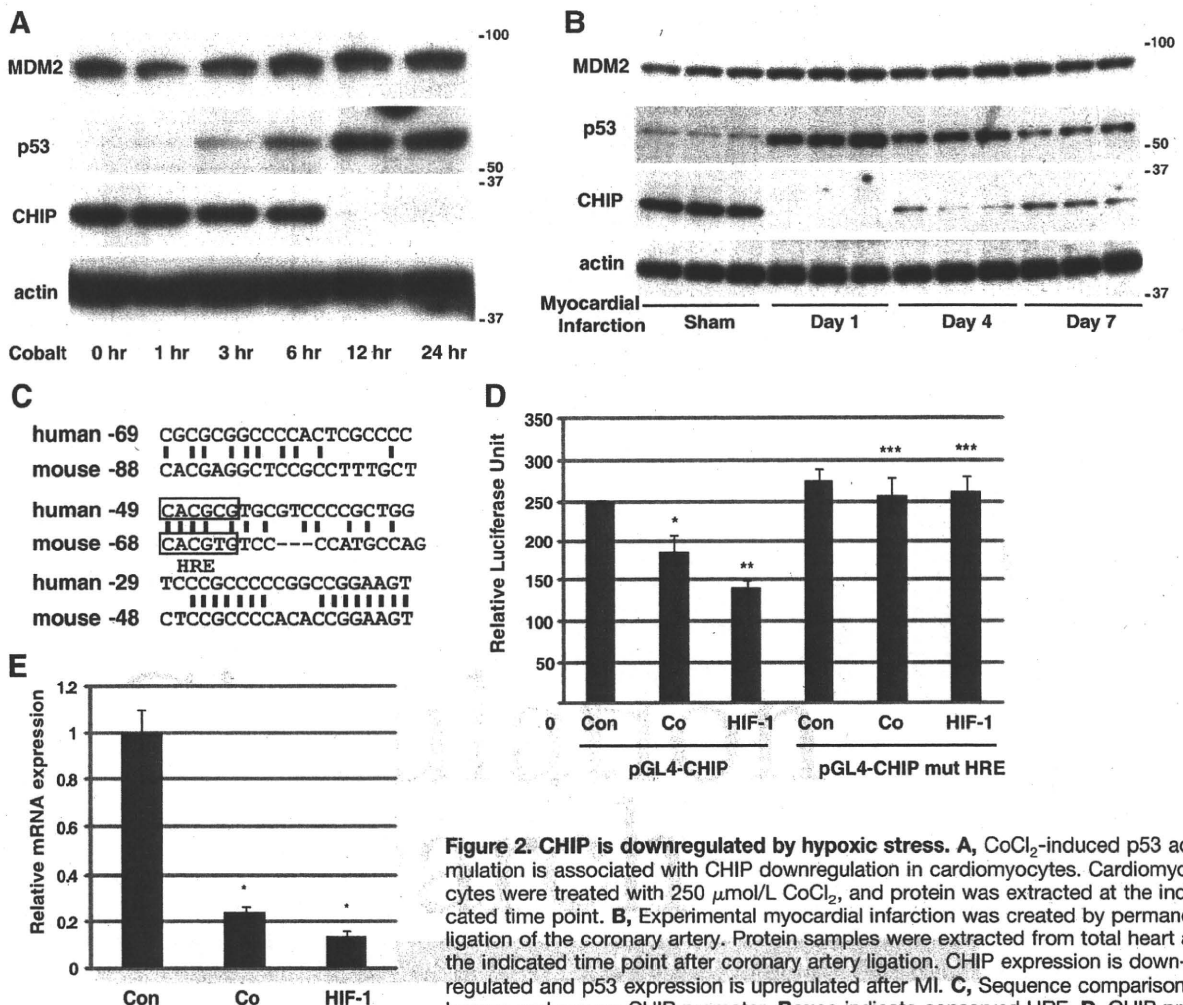 A
-100
MDM2
p53
50
-37
CHIP
actin
-37
Cobalt 0 hr 1 hr 3 hr 6 hr 12 hr 24 hr
B
-100
MDM2
p53
-50
-37
CHIP
actin
-37
Myocardial
Infarction Sham Day 1 Day 4 Day 7
C
human -69 CGCGCGGCCCCACTCGCCCC
mouse -88 CACGAGGCTCCGCCTTTGCT
human -49 CACGCGTGCGTCCCCGCTGG
mouse -68 CACGTGTCC---CCATGCCAG
HRE
human -29 TCCCGCCCCCGGCCGGAAGT
mouse -48 CTCCGCCCCACACCGGAAGT
D
Relative Luciferase Unit
350
300
250
200
150
100
50
0
* ** *** ***
Con Co HIF-1 Con Co HIF-1
pGL4-CHIP pGL4-CHIP mut HRE
E
Relative mRNA expression
1.2
1
0.8
0.6
0.4
0.2
0
* *
Con Co HIF-1
Figure 2. CHIP is downregulated by hypoxic stress. A, CoCl₂-induced p53
mulation is associated with CHIP downregulation in cardiomyocytes.
cytes were treated with 250 μmol/L CoCl₂, and protein was extracted at the indi-
cated time point. B, Experimental myocardial infarction was created by
ligation of the coronary artery. Protein samples were extracted from total heart
the indicated time point after coronary artery ligation. CHIP expression is down-
regulated and p53 expression is upregulated after MI. C, Sequence comparison